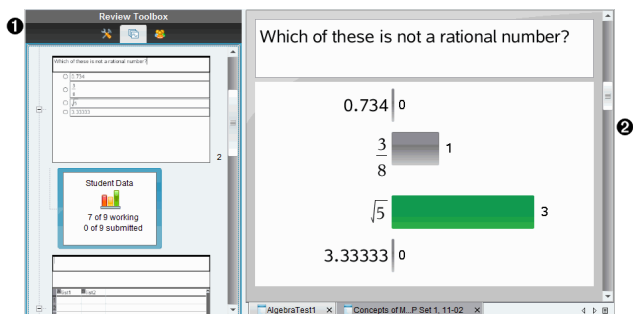 ❶
Review Toolbox
Which of these is not a rational number?
0.734
3
8
√5
3.33333
2
Student Data
7 of 9 working
0 of 9 submitted
❷
Which of these is not a rational number?
0.734 0
3/8 1
√5 3
3.33333 0
AlgebraTest1
Concepts of M...P Set 1, 11-02